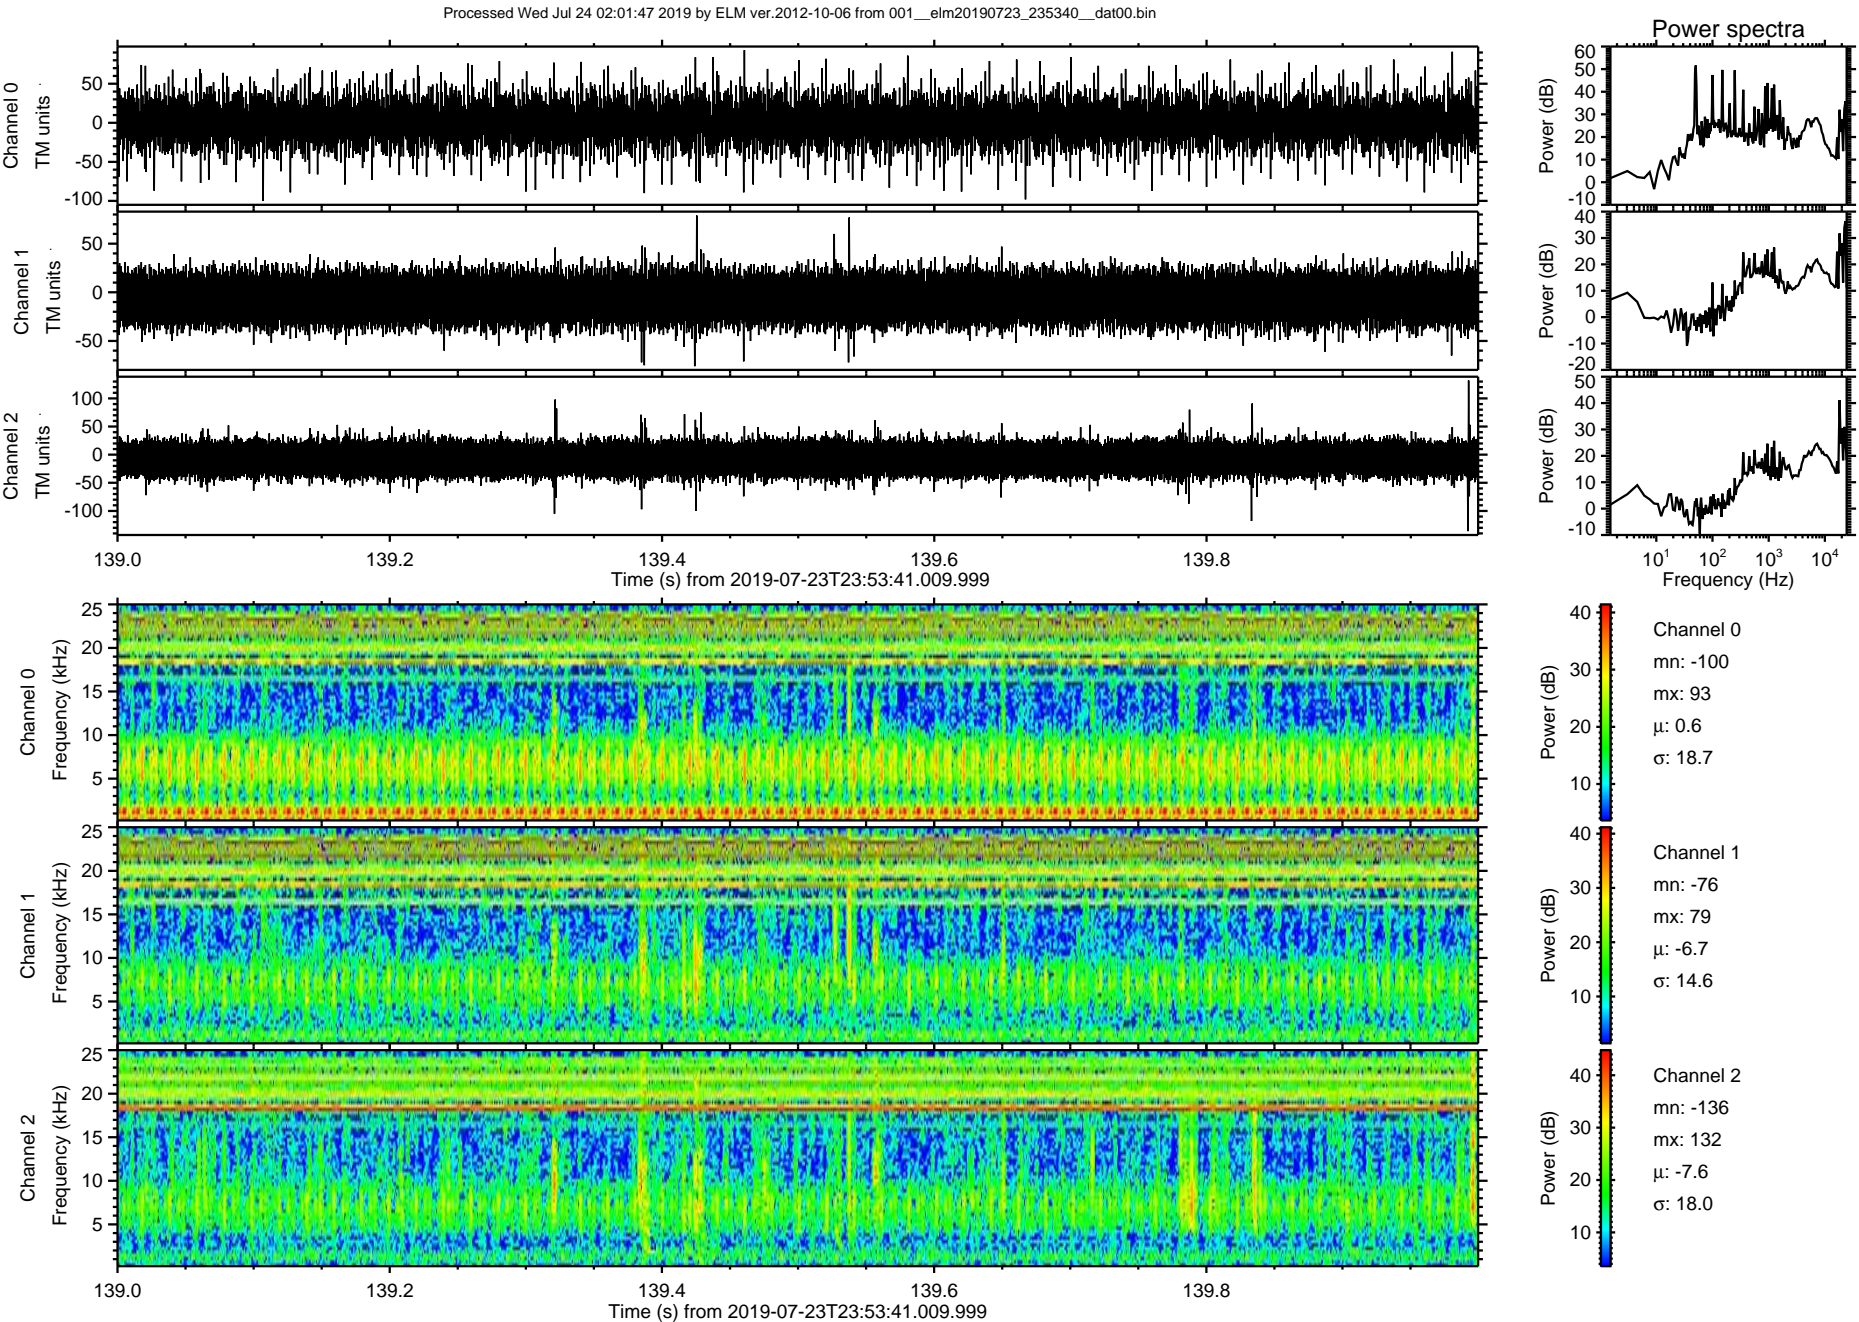 Processed Wed Jul 24 02:01:47 2019 by ELM ver.2012-10-06 from 001__elm20190723_235340__dat00.bin
Power spectra
Channel 0
TM units
50
0
-50
-100
Power (dB)
60
50
40
30
20
10
0
-10
Channel 1
TM units
50
0
-50
Power (dB)
40
30
20
10
0
-10
-20
Channel 2
TM units
100
50
0
-50
-100
Power (dB)
50
40
30
20
10
0
-10
139.0 139.2 139.4 139.6 139.8
Time (s) from 2019-07-23T23:53:41.009.999
10^1 10^2 10^3 10^4
Frequency (Hz)
Channel 0
Frequency (kHz)
25
20
15
10
5
Power (dB)
40
30
20
10
Channel 0
mn: -100
mx: 93
μ: 0.6
σ: 18.7
Channel 1
Frequency (kHz)
25
20
15
10
5
Power (dB)
40
30
20
10
Channel 1
mn: -76
mx: 79
μ: -6.7
σ: 14.6
Channel 2
Frequency (kHz)
25
20
15
10
5
Power (dB)
40
30
20
10
Channel 2
mn: -136
mx: 132
μ: -7.6
σ: 18.0
139.0 139.2 139.4 139.6 139.8
Time (s) from 2019-07-23T23:53:41.009.999